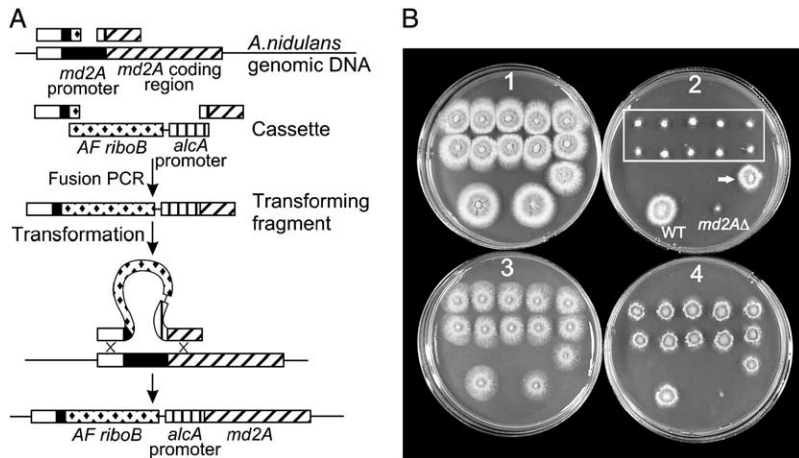 A
A.nidulans
genomic DNA
md2A
promoter
md2A coding
region
Cassette
AF riboB
alcA
promoter
Fusion PCR
Transforming
fragment
Transformation
AF riboB
alcA
promoter
md2A
B
1
2
WT
md2AΔ
3
4